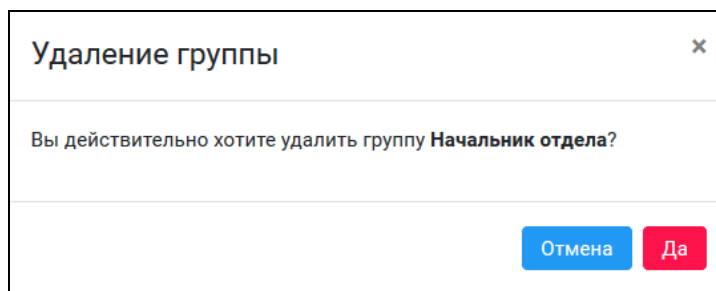 Удаление группы ×
Вы действительно хотите удалить группу Начальник отдела?
Отмена Да